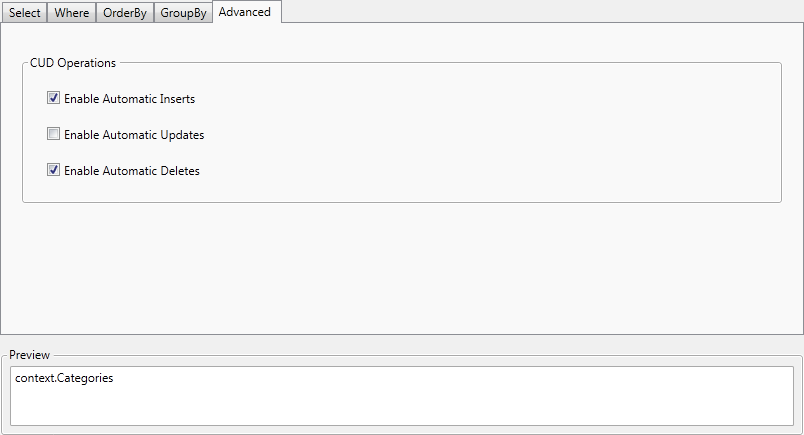 Select Where OrderBy GroupBy Advanced
CUD Operations
Enable Automatic Inserts
Enable Automatic Updates
Enable Automatic Deletes
Preview
context.Categories